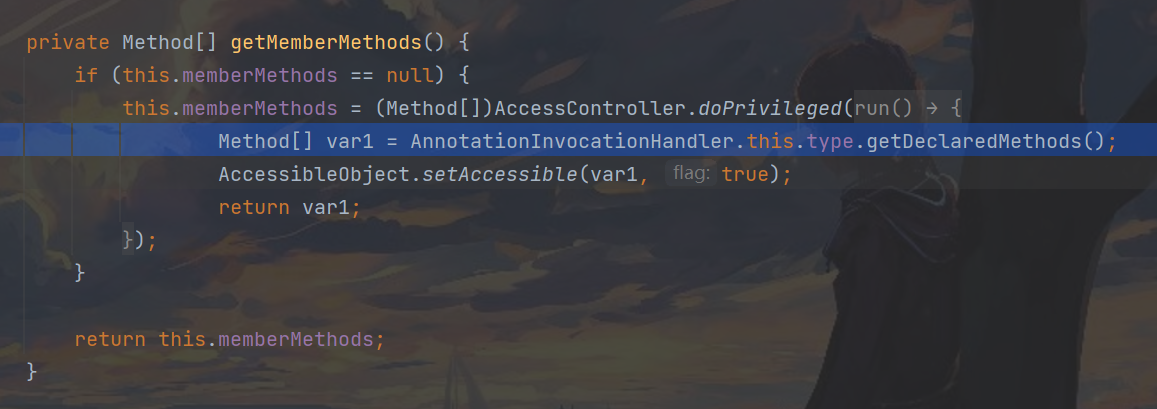 private Method[] getMemberMethods() {
if (this.memberMethods == null) {
this.memberMethods = (Method[])AccessController.doPrivileged(run() → {
Method[] var1 = AnnotationInvocationHandler.this.type.getDeclaredMethods();
AccessibleObject.setAccessible(var1, flag: true);
return var1;
});
}
return this.memberMethods;
}